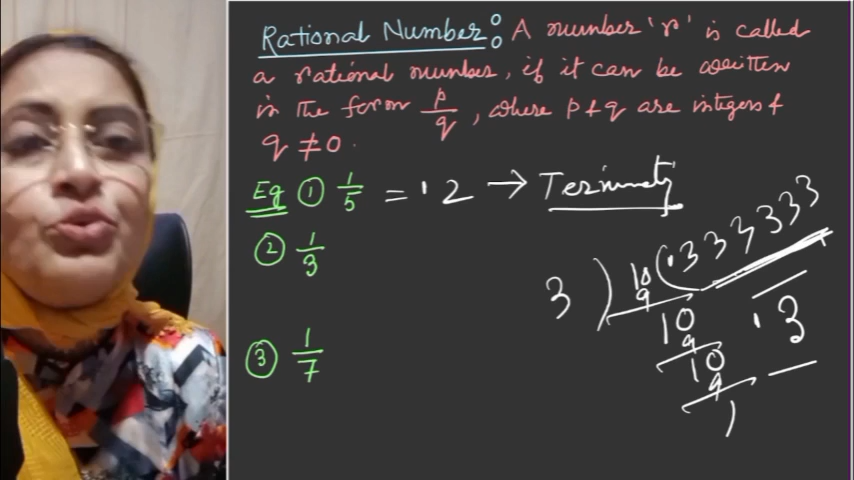 Rational Number: A number 'r' is called
a rational number, if it can be written
in the form p/q, where p & q are integers &
q ≠ 0.
Eg ① 1/5 = .2 → Terminatg
② 1/3
3 ) 10 ( .333333
9
10
9
10
9
1
.3
③ 1/7